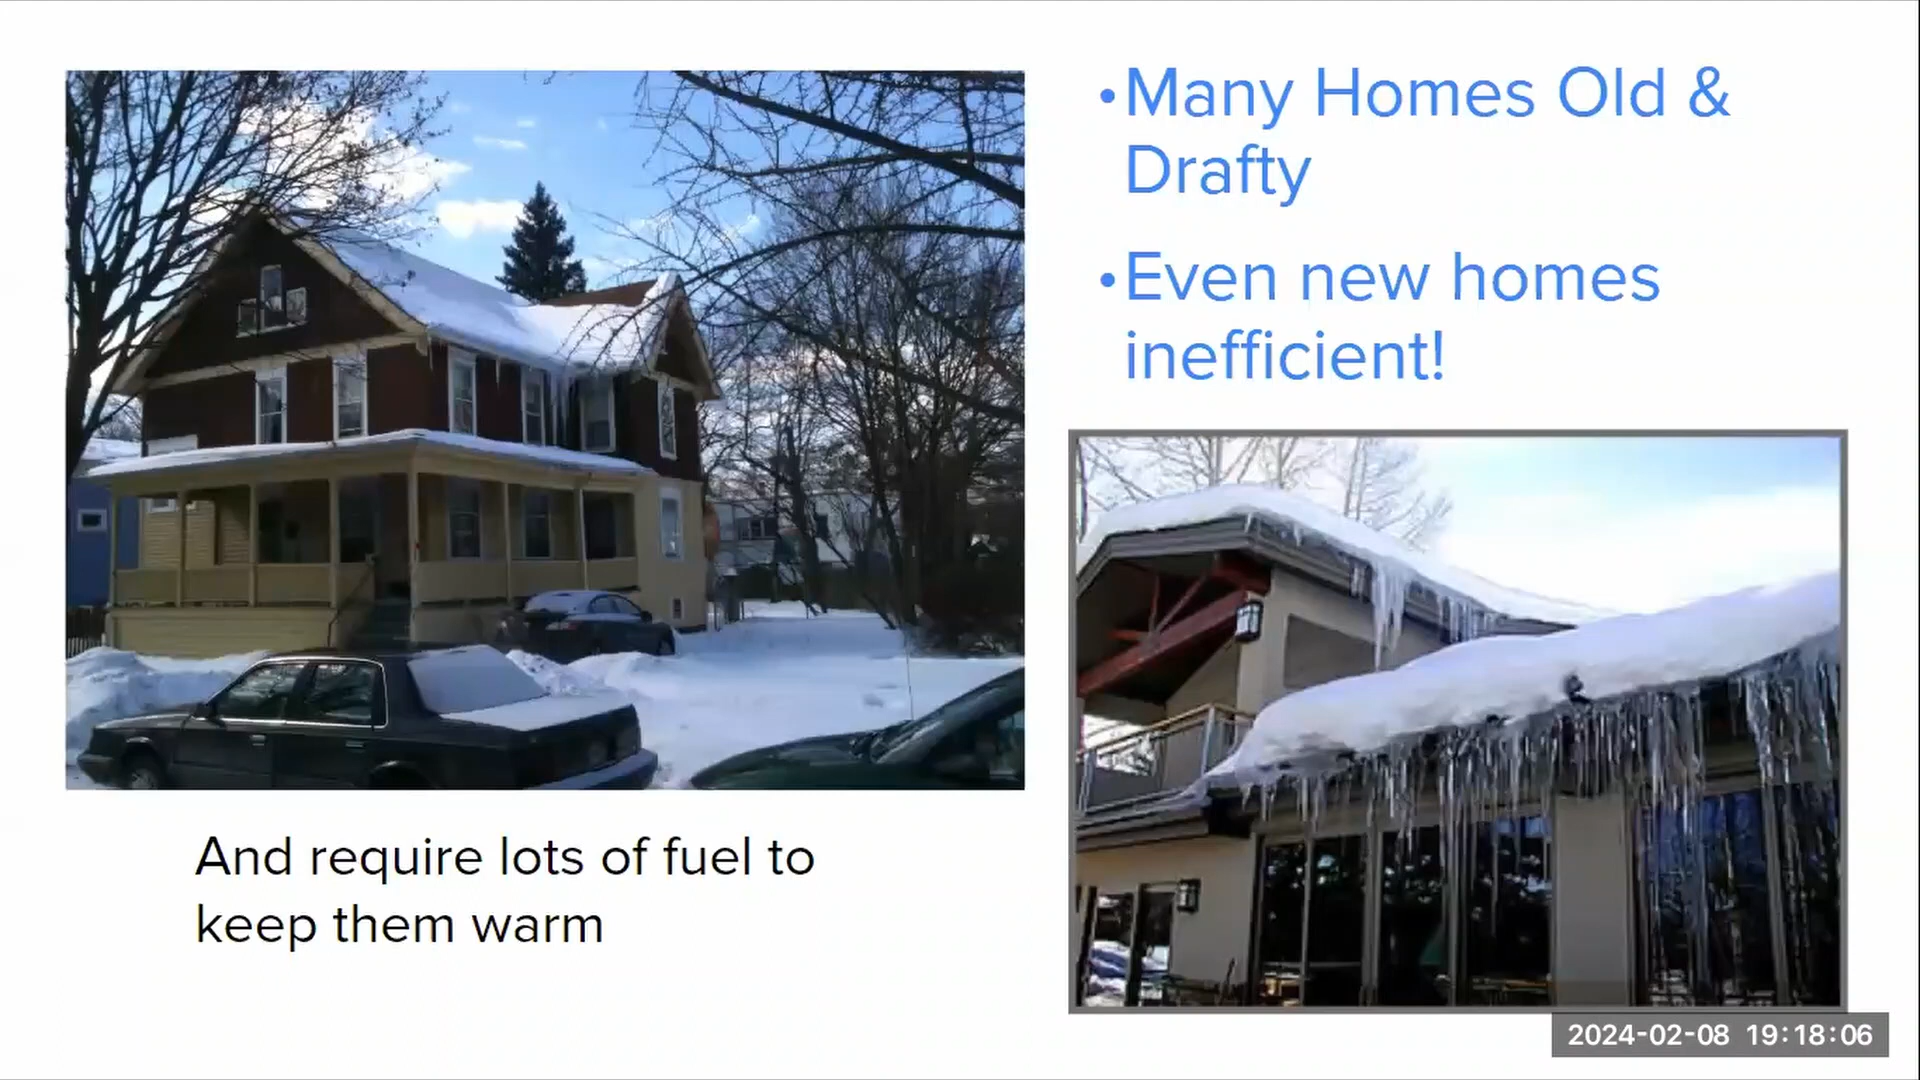 •Many Homes Old &
Drafty
•Even new homes
inefficient!
And require lots of fuel to
keep them warm
2024-02-08 19:18:06